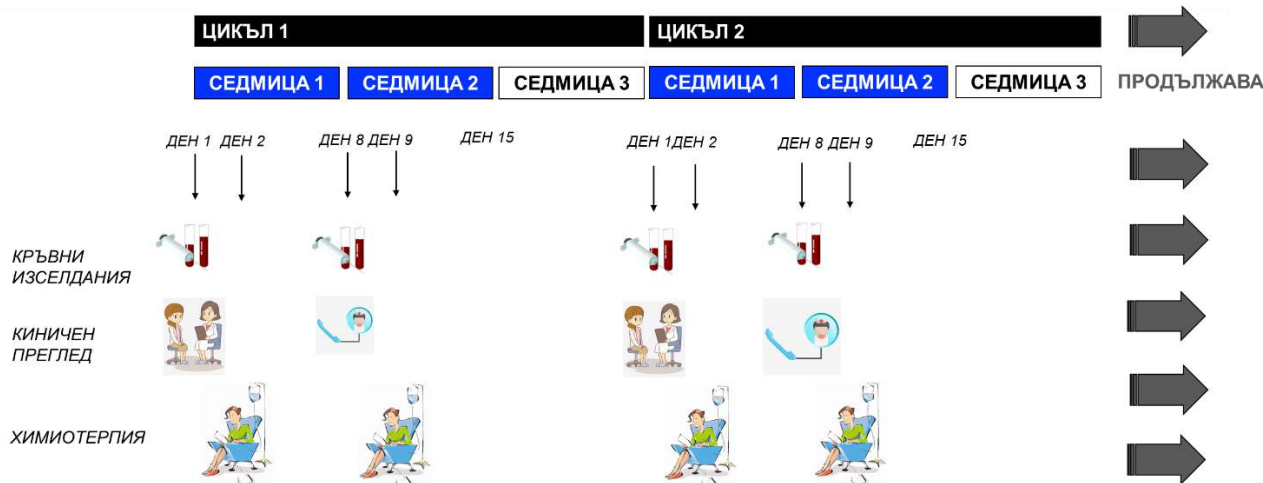 ЦИКЪЛ 1 ЦИКЪЛ 2
СЕДМИЦА 1 СЕДМИЦА 2 СЕДМИЦА 3 СЕДМИЦА 1 СЕДМИЦА 2 СЕДМИЦА 3 ПРОДЪЛЖАВА
ДЕН 1 ДЕН 2 ДЕН 8 ДЕН 9 ДЕН 15 ДЕН 1 ДЕН 2 ДЕН 8 ДЕН 9 ДЕН 15
КРЪВНИ
ИЗСЕЛДАНИЯ
КИНИЧЕН
ПРЕГЛЕД
ХИМИОТЕРПИЯ